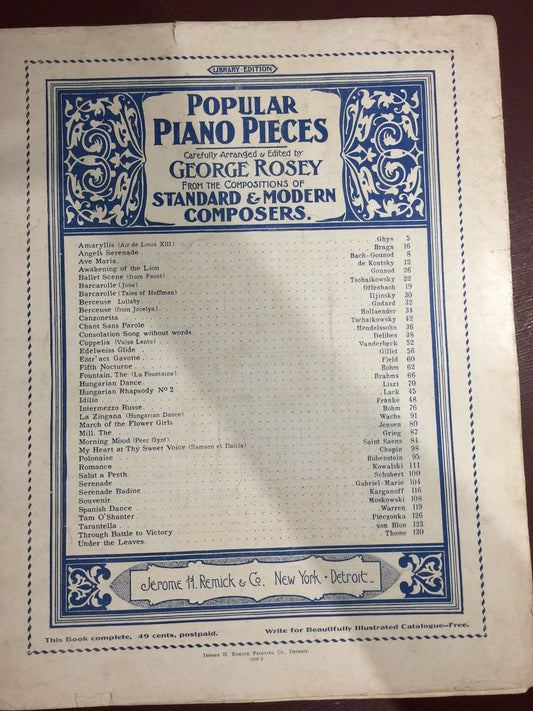 LIBRARY·EDITION
POPULAR
PIANO PIECES
Carefully Arranged & Edited by
GEORGE ROSEY
FROM THE COMPOSITIONS OF
STANDARD & MODERN
COMPOSERS.
Amaryllis (Air de Louis XIII.) Ghys 5
Angel's Serenade Braga 16
Ave Maria Bach-Gounod 8
Awakening of the Lion de Kontsky 12
Ballet Scene (from Faust) Gounod 26
Barcarolle (June) Tschaikowsky 22
Barcarolle (Tales of Hoffman) Offenbach 19
Berceuse Lullaby Iljinsky 30
Berceuse (from Jocelyn) Godard 32
Canzonetta Hollaender 34
Chant Sans Parole Tschaikowsky 42
Consolation Song without words. Mendelssohn 36
Coppelia (Valse Lento) Delibes 38
Edelweiss Glide Vanderbeck 52
Entr' act Gavotte Gillet 56
Fifth Nocturne Field 60
Fountain, The (La Fountaine) Bohm 62
Hungarian Dance Brahms 66
Hungarian Rhapsody No 2 Liszt 70
Idilio Lack 45
Intermezzo Russe Franke 48
La Zingana (Hungarian Dance) Bohm 76
March of the Flower Girls Wachs 91
Mill. The Jensen 80
Morning Mood (Peer Gynt) Grieg 87
My Heart at Thy Sweet Voice (Samson et Dalila) Saint Saens 84
Polonaise Chopin 98
Romance Rubenstein 95
Salut a Pesth Kowalski 111
Serenade Schubert 100
Serenade Badine Gabriel-Marie 104
Souvenir Karganoff 116
Spanish Dance Moskowski 108
Tam O'Shanter Warren 119
Tarantella Pieczonka 126
Through Battle to Victory von Blon 123
Under the Leaves Thome 130
Jerome H. Remick & Co. New York - Detroit
This Book complete, 49 cents, postpaid. Write for Beautifully Illustrated Catalogue—Free.
Jerome H. Remick Printing Co., Detroit.